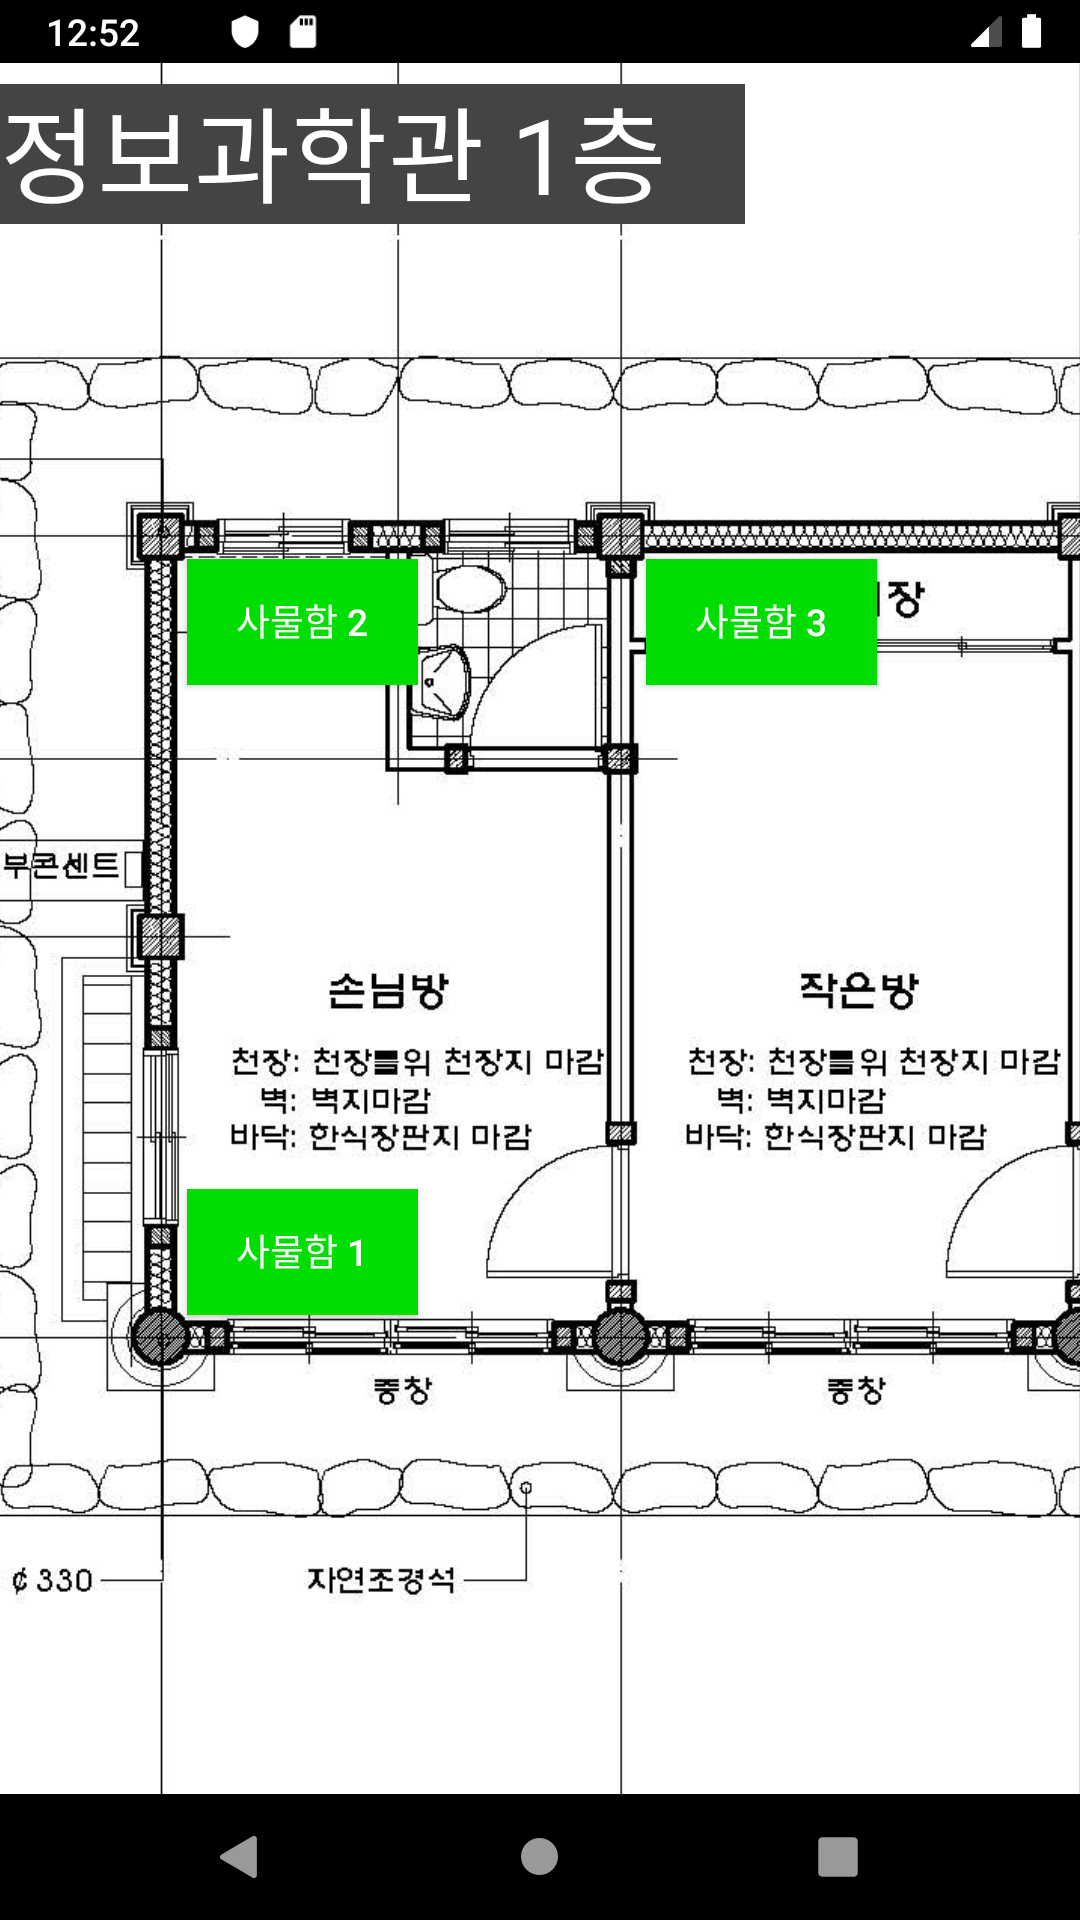 12:52
정보과학관 1층
사물함 2
사물함 3
장
부콘센트
손님방
작은방
천장: 천장틀위 천장지 마감
천장: 천장틀위 천장지 마감
벽: 벽지마감
벽: 벽지마감
바닥: 한식장판지 마감
바닥: 한식장판지 마감
사물함 1
중창
중창
¢330
자연조경석